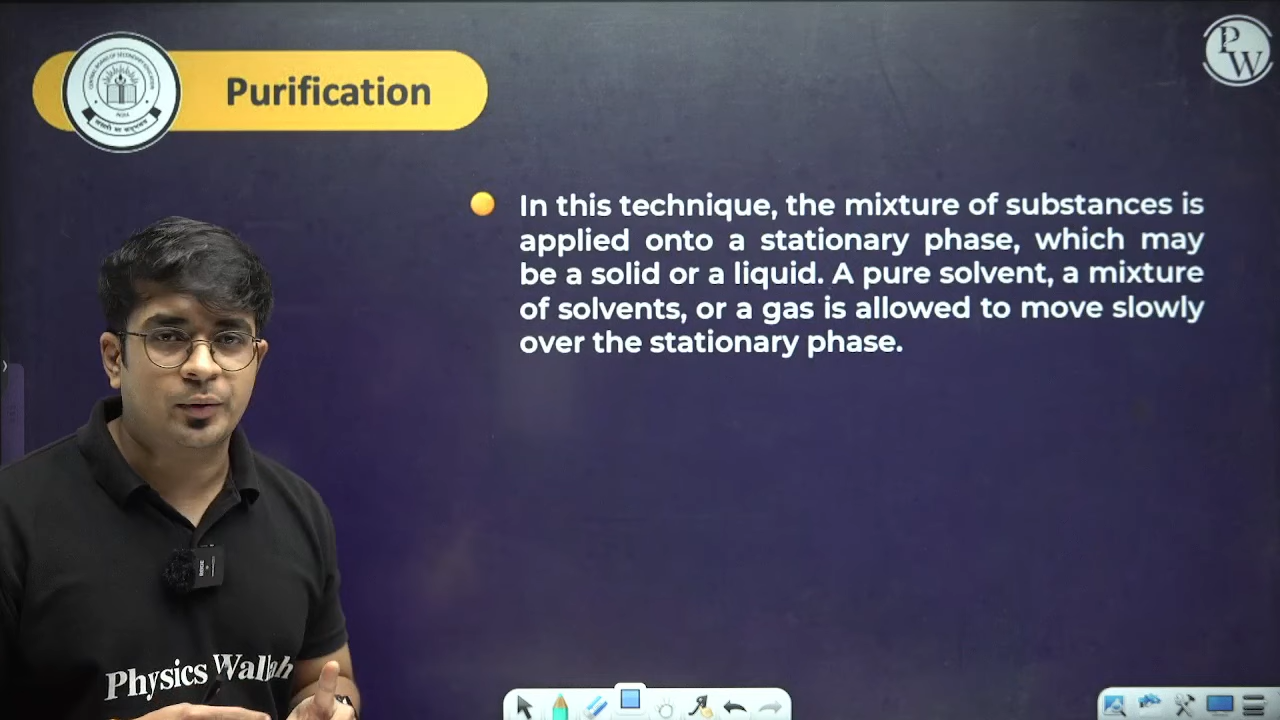 Purification
PW
In this technique, the mixture of substances is
applied onto a stationary phase, which may
be a solid or a liquid. A pure solvent, a mixture
of solvents, or a gas is allowed to move slowly
over the stationary phase.
Physics Wallah